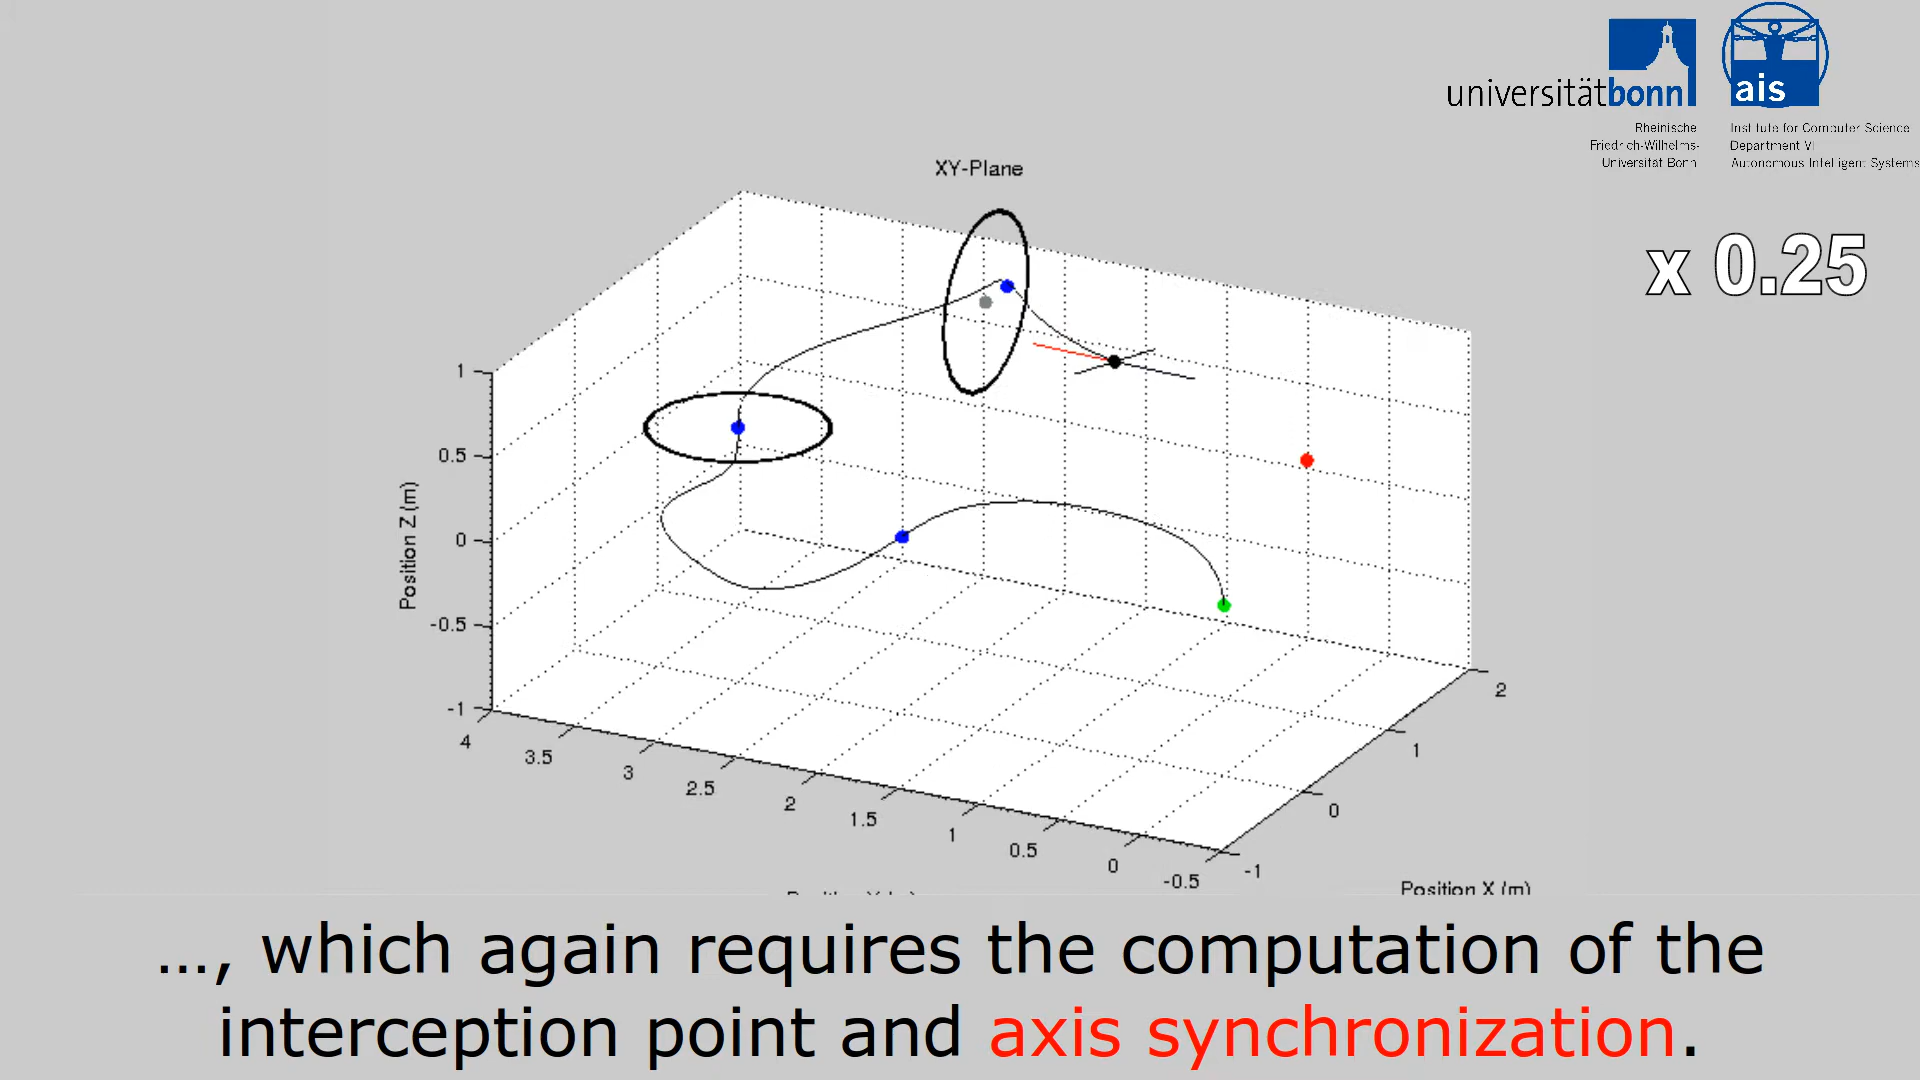 universitätbonn
ais
Rheinische
Friedrich-Wilhelms-
Universität Bonn
Institute for Computer Science
Department VI
Autonomous Intelligent Systems
XY-Plane
x 0.25
1
0.5
0
-0.5
-1
Position Z (m)
4
3.5
3
2.5
2
1.5
1
0.5
0
-0.5
2
1
0
-1
Position X (m)
..., which again requires the computation of the
interception point and axis synchronization.